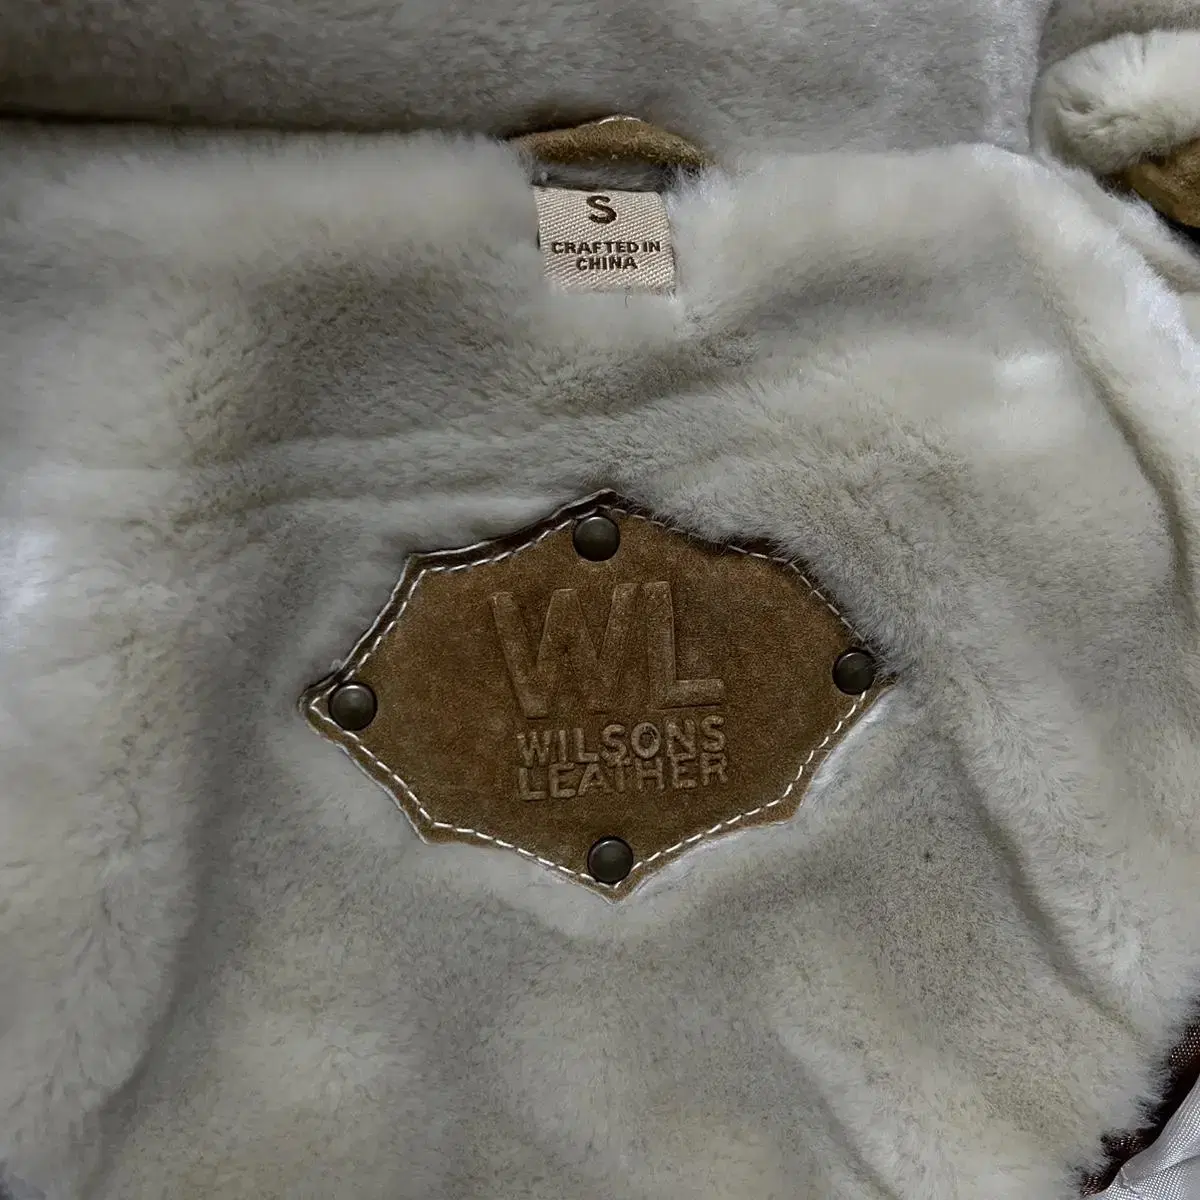 S
CRAFTED IN
CHINA
WL
WILSONS
LEATHER